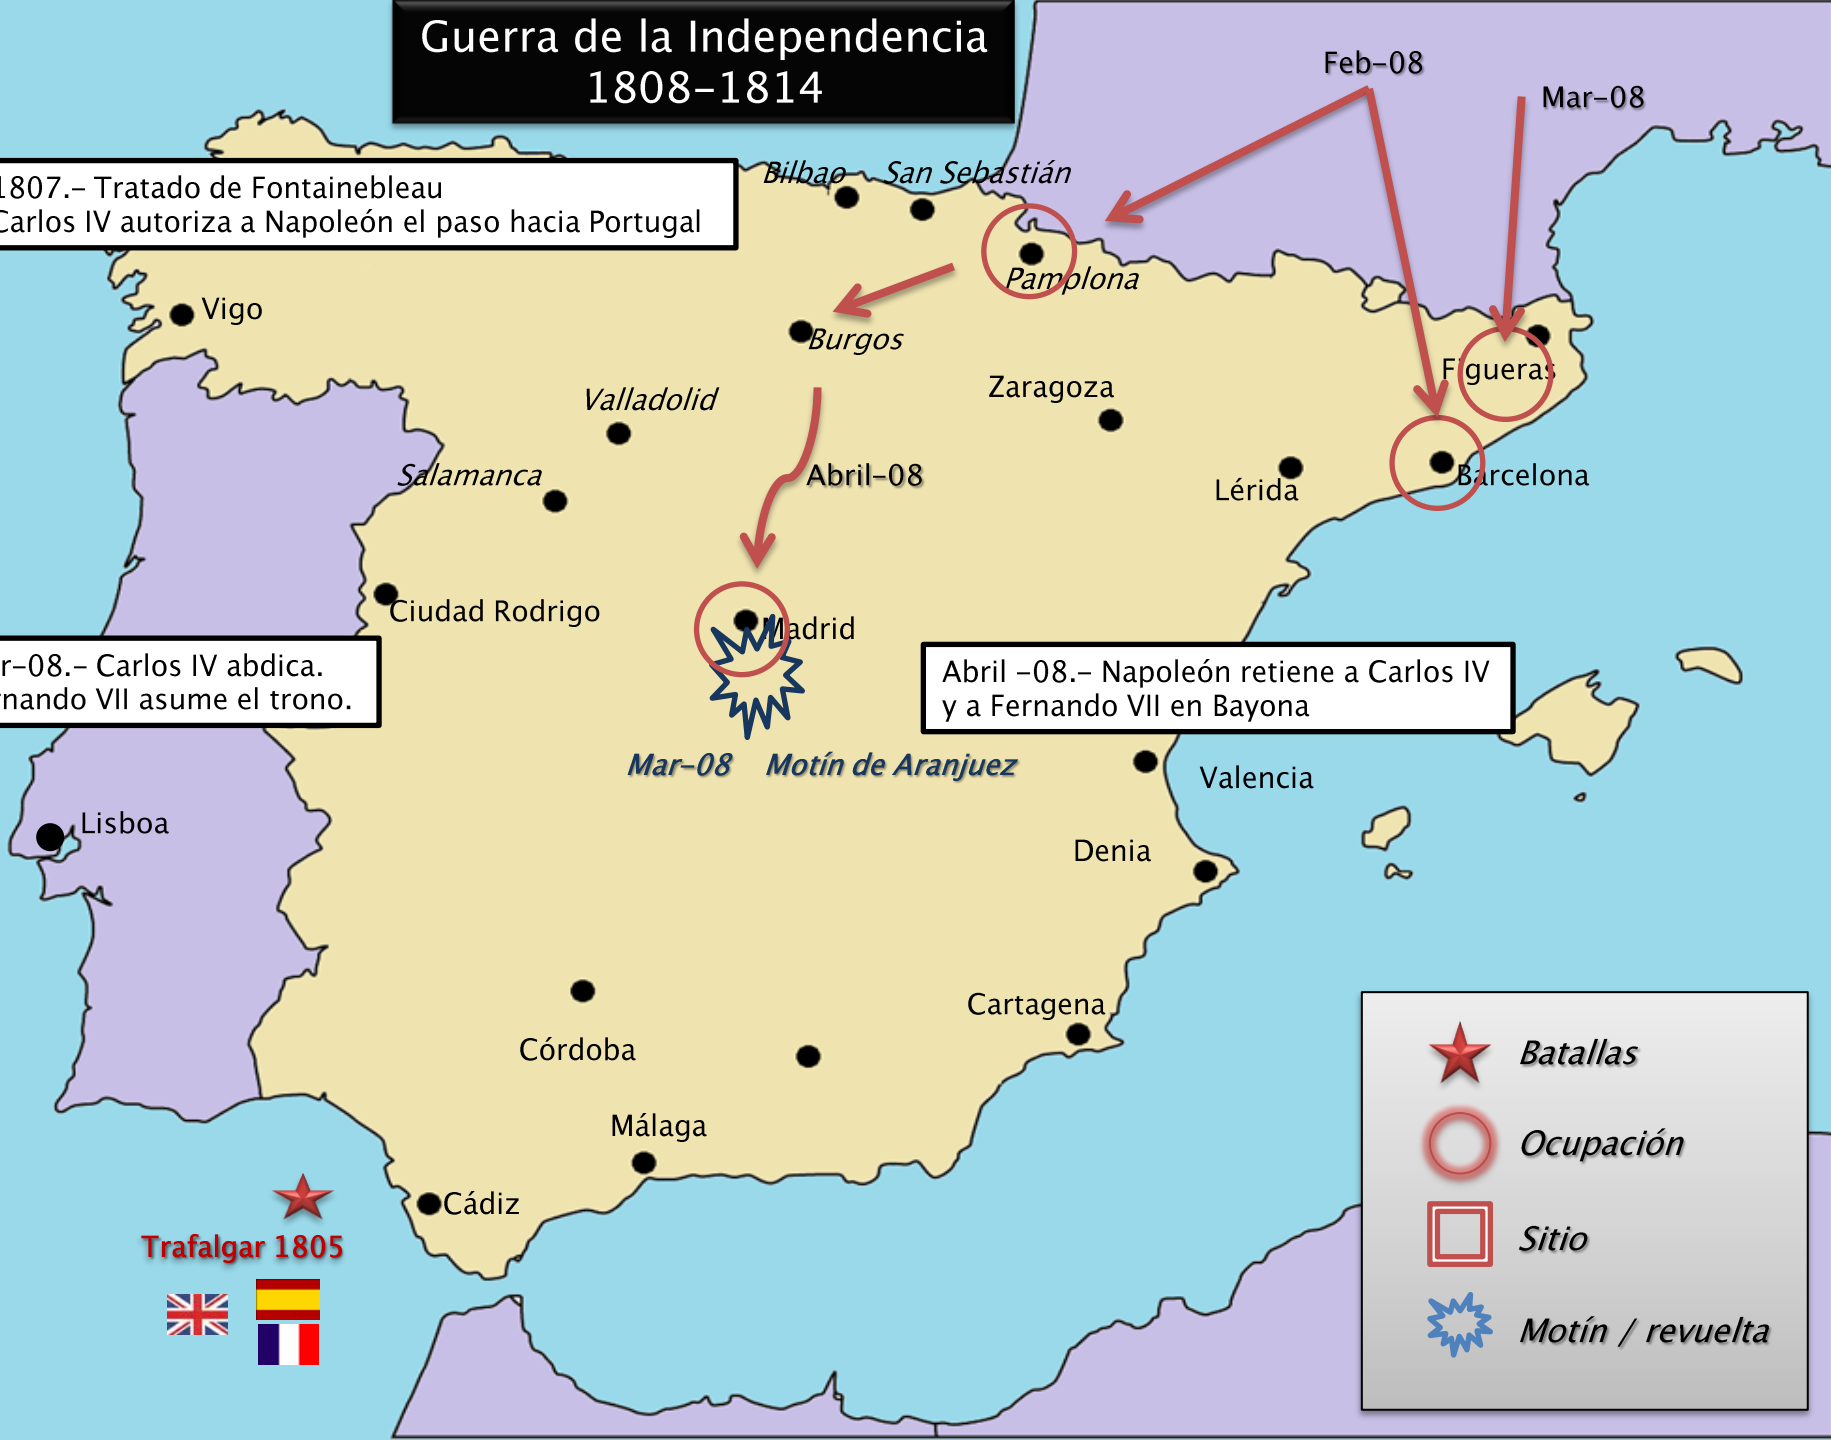 Guerra de la Independencia
1808-1814
Feb-08
Mar-08
1807.- Tratado de Fontainebleau
Carlos IV autoriza a Napoleón el paso hacia Portugal
Bilbao
San Sebastián
Pamplona
Vigo
Burgos
Figueras
Zaragoza
Valladolid
Salamanca
Abril-08
Lérida
Barcelona
Ciudad Rodrigo
Madrid
r-08.- Carlos IV abdica.
nando VII asume el trono.
Abril -08.- Napoleón retiene a Carlos IV
y a Fernando VII en Bayona
Mar-08 Motín de Aranjuez
Valencia
Lisboa
Denia
Cartagena
Córdoba
Málaga
Cádiz
Trafalgar 1805
Batallas
Ocupación
Sitio
Motín / revuelta